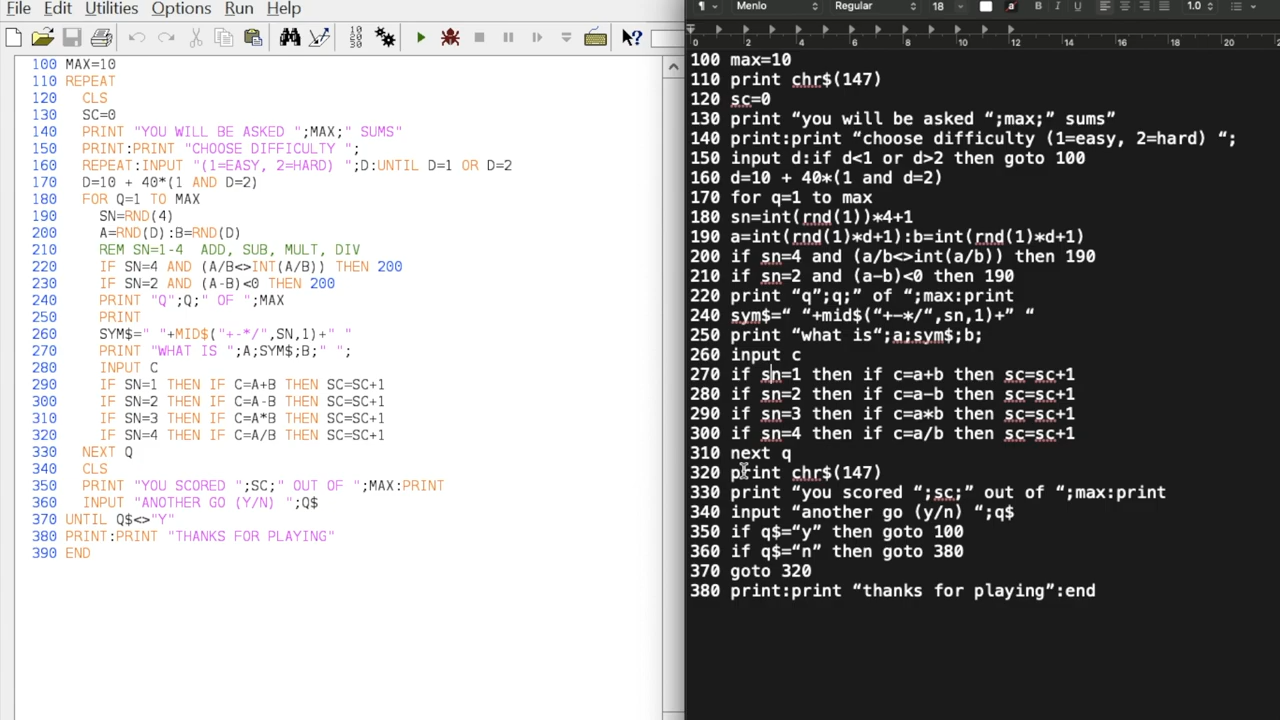 File Edit Utilities Options Run Help
100 MAX=10
110 REPEAT
120 CLS
130 SC=0
140 PRINT "YOU WILL BE ASKED ";MAX;" SUMS"
150 PRINT:PRINT "CHOOSE DIFFICULTY ";
160 REPEAT:INPUT "(1=EASY, 2=HARD) ";D:UNTIL D=1 OR D=2
170 D=10 + 40*(1 AND D=2)
180 FOR Q=1 TO MAX
190 SN=RND(4)
200 A=RND(D):B=RND(D)
210 REM SN=1-4 ADD, SUB, MULT, DIV
220 IF SN=4 AND (A/B<>INT(A/B)) THEN 200
230 IF SN=2 AND (A-B)<0 THEN 200
240 PRINT "Q";Q;" OF ";MAX
250 PRINT
260 SYM$=" "+MID$("+-*/",SN,1)+" "
270 PRINT "WHAT IS ";A;SYM$;B;" ";
280 INPUT C
290 IF SN=1 THEN IF C=A+B THEN SC=SC+1
300 IF SN=2 THEN IF C=A-B THEN SC=SC+1
310 IF SN=3 THEN IF C=A*B THEN SC=SC+1
320 IF SN=4 THEN IF C=A/B THEN SC=SC+1
330 NEXT Q
340 CLS
350 PRINT "YOU SCORED ";SC;" OUT OF ";MAX:PRINT
360 INPUT "ANOTHER GO (Y/N) ";Q$
370 UNTIL Q$<>"Y"
380 PRINT:PRINT "THANKS FOR PLAYING"
390 END
Menlo Regular 18 B I U 1.0
0 2 4 6 8 10 12 14 16 18 20
100 max=10
110 print chr$(147)
120 sc=0
130 print “you will be asked “;max;” sums”
140 print:print “choose difficulty (1=easy, 2=hard) “;
150 input d:if d<1 or d>2 then goto 100
160 d=10 + 40*(1 and d=2)
170 for q=1 to max
180 sn=int(rnd(1))*4+1
190 a=int(rnd(1)*d+1):b=int(rnd(1)*d+1)
200 if sn=4 and (a/b<>int(a/b)) then 190
210 if sn=2 and (a-b)<0 then 190
220 print “q”;q;” of “;max:print
240 sym$=“ “+mid$(“+-*/“,sn,1)+” “
250 print “what is“;a;sym$;b;
260 input c
270 if sn=1 then if c=a+b then sc=sc+1
280 if sn=2 then if c=a-b then sc=sc+1
290 if sn=3 then if c=a*b then sc=sc+1
300 if sn=4 then if c=a/b then sc=sc+1
310 next q
320 print chr$(147)
330 print “you scored “;sc;” out of “;max:print
340 input “another go (y/n) “;q$
350 if q$=“y” then goto 100
360 if q$=“n” then goto 380
370 goto 320
380 print:print “thanks for playing”:end